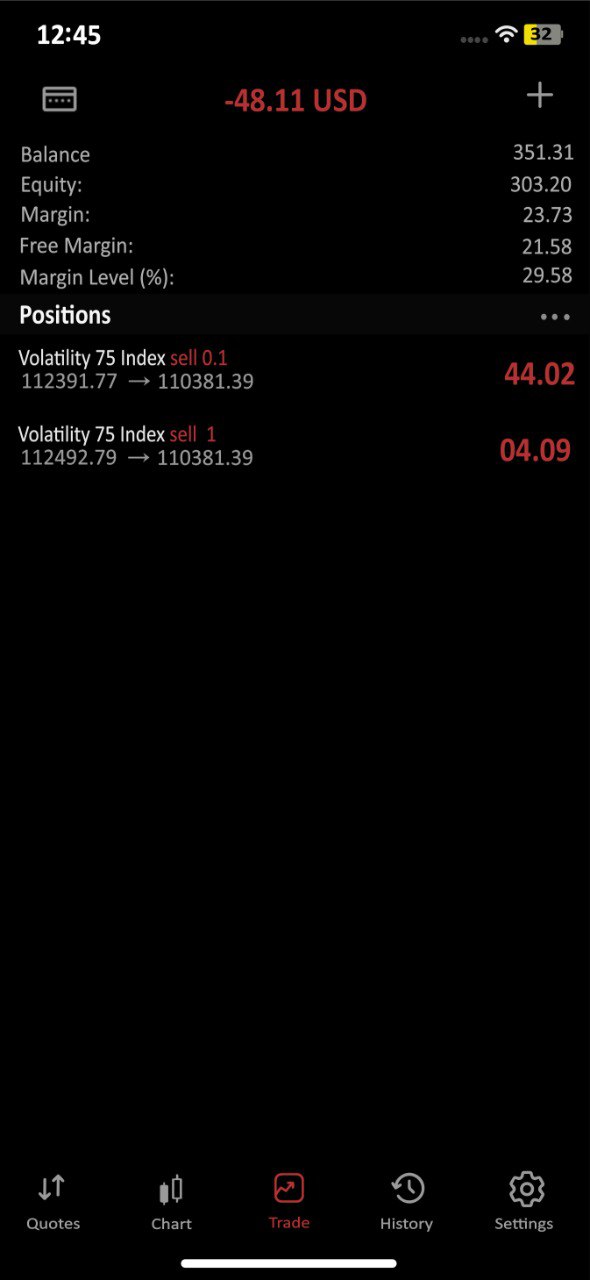 12:45
32
-48.11 USD
Balance 351.31
Equity: 303.20
Margin: 23.73
Free Margin: 21.58
Margin Level (%): 29.58
Positions
Volatility 75 Index sell 0.1
112391.77 → 110381.39 44.02
Volatility 75 Index sell 1
112492.79 → 110381.39 04.09
Quotes Chart Trade History Settings